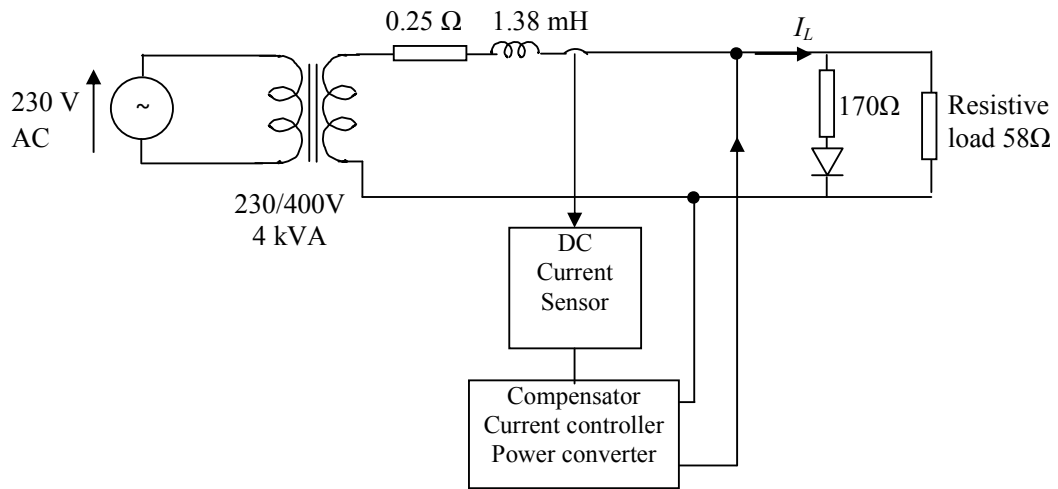 0.25 Ω
1.38 mH
I_L
230 V
AC
~
170Ω
Resistive
load 58Ω
230/400V
4 kVA
DC
Current
Sensor
Compensator
Current controller
Power converter